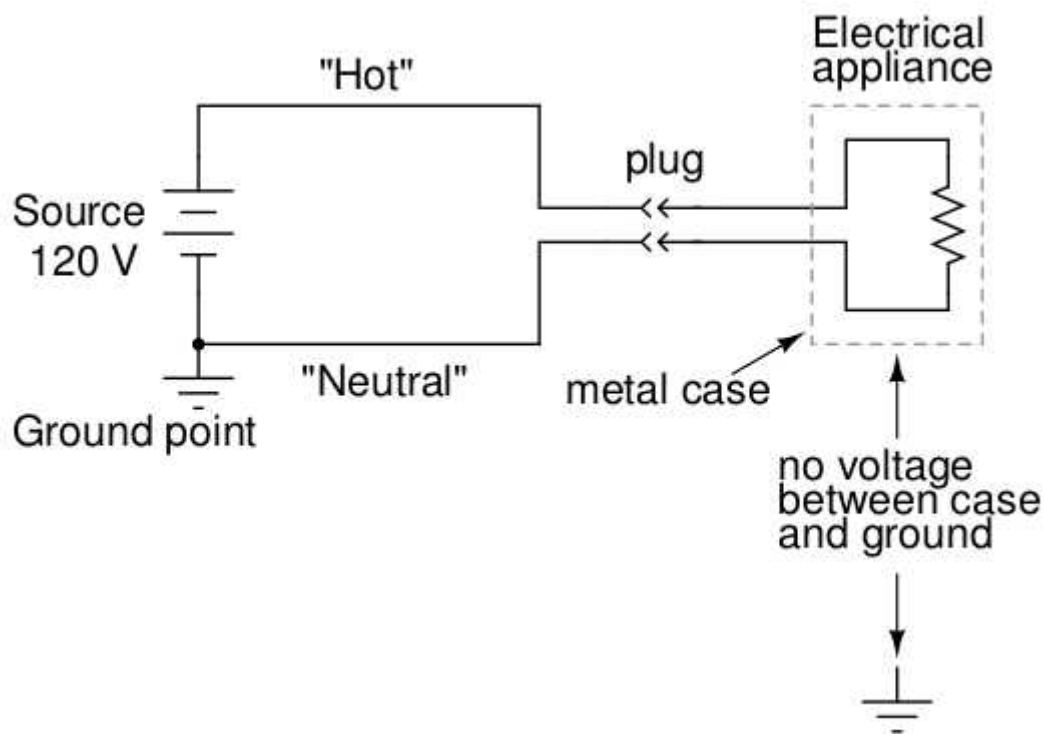 "Hot"
Electrical
appliance
plug
Source
120 V
"Neutral"
metal case
Ground point
no voltage
between case
and ground